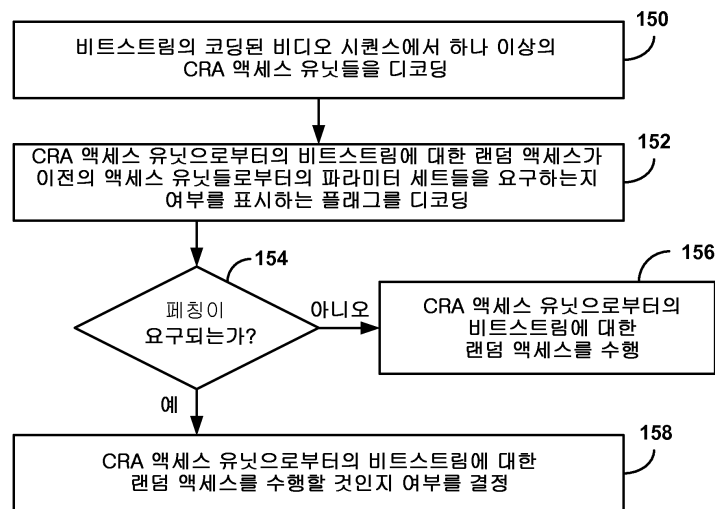 비트스트림의 코딩된 비디오 시퀀스에서 하나 이상의
CRA 액세스 유닛들을 디코딩
150
CRA 액세스 유닛으로부터의 비트스트림에 대한 랜덤 액세스가
이전의 액세스 유닛들로부터의 파라미터 세트들을 요구하는지
여부를 표시하는 플래그를 디코딩
152
154
페칭이
요구되는가?
아니오
156
CRA 액세스 유닛으로부터의
비트스트림에 대한
랜덤 액세스를 수행
예
158
CRA 액세스 유닛으로부터의 비트스트림에 대한
랜덤 액세스를 수행할 것인지 여부를 결정